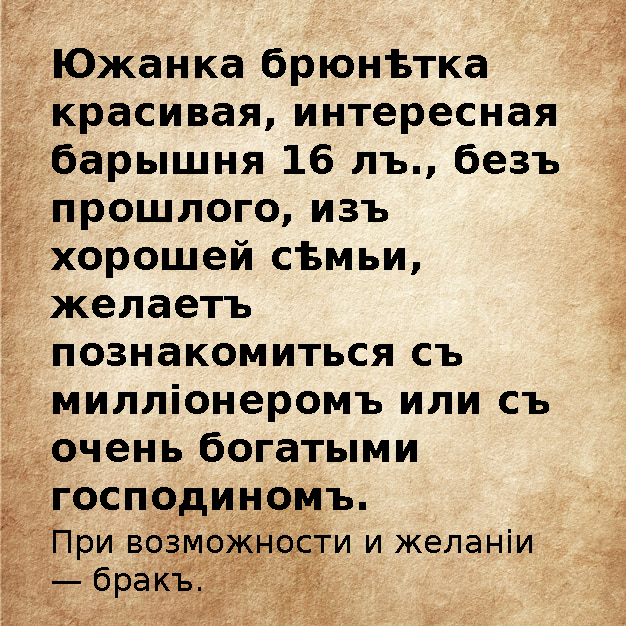 Южанка брюнѣтка
красивая, интересная
барышня 16 лъ., безъ
прошлого, изъ
хорошей сѣмьи,
желаетъ
познакомиться съ
милліонеромъ или съ
очень богатыми
господиномъ.
При возможности и желаніи
— бракъ.